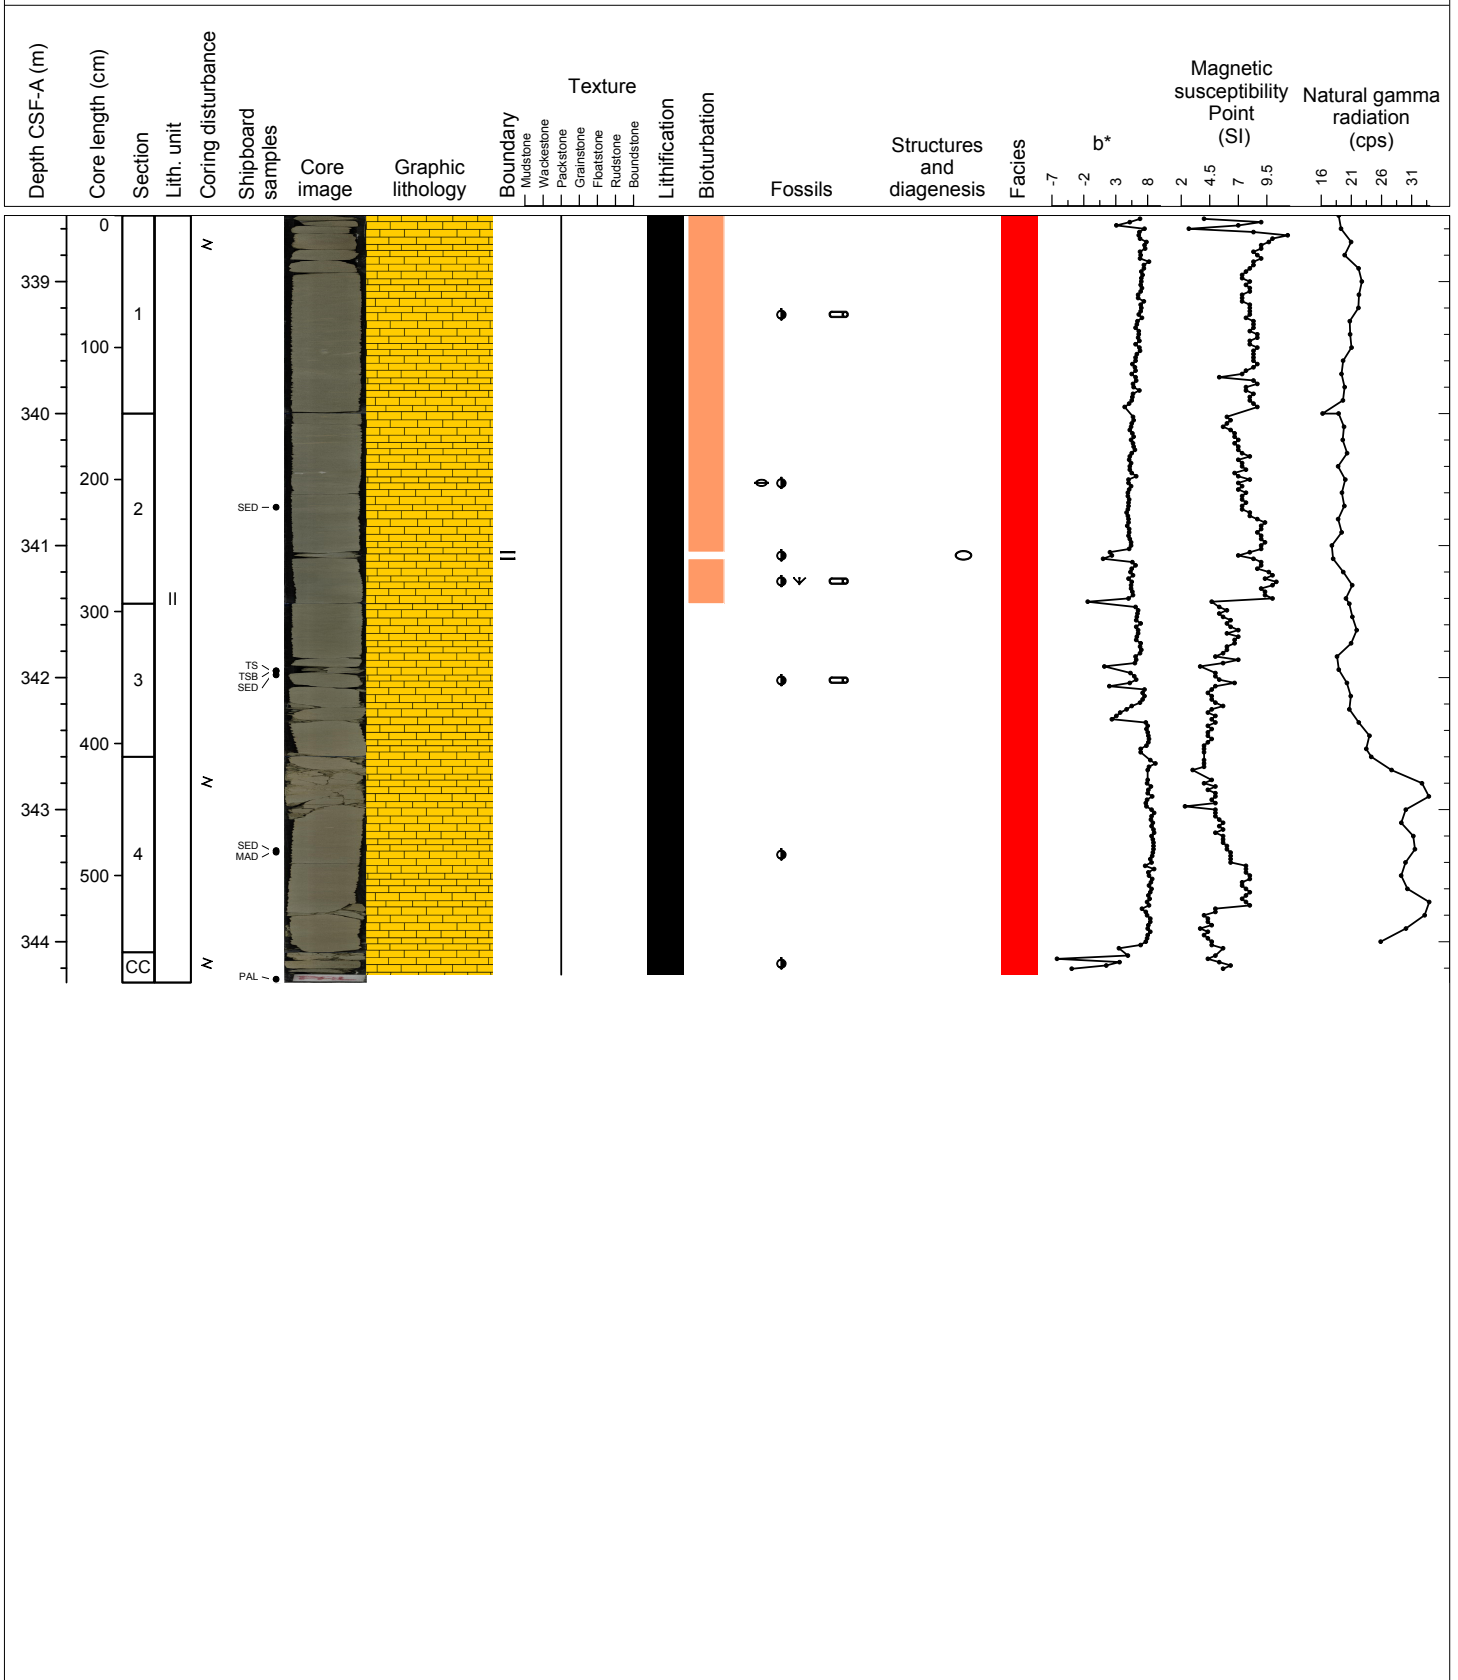 Depth CSF-A (m)
Core length (cm)
Section
Lith. unit
Coring disturbance
Shipboard
samples
Core
image
Graphic
lithology
Boundary
Texture
Mudstone
Wackestone
Packstone
Grainstone
Floatstone
Rudstone
Boundstone
Lithification
Bioturbation
Fossils
Structures
and
diagenesis
Facies
b*
-7
-2
3
8
Magnetic
susceptibility
Point
(SI)
2
4.5
7
9.5
Natural gamma
radiation
(cps)
16
21
26
31
339
340
341
342
343
344
0
100
200
300
400
500
1
2
3
4
CC
II
SED
TS
TSB
SED
SED
MAD
PAL